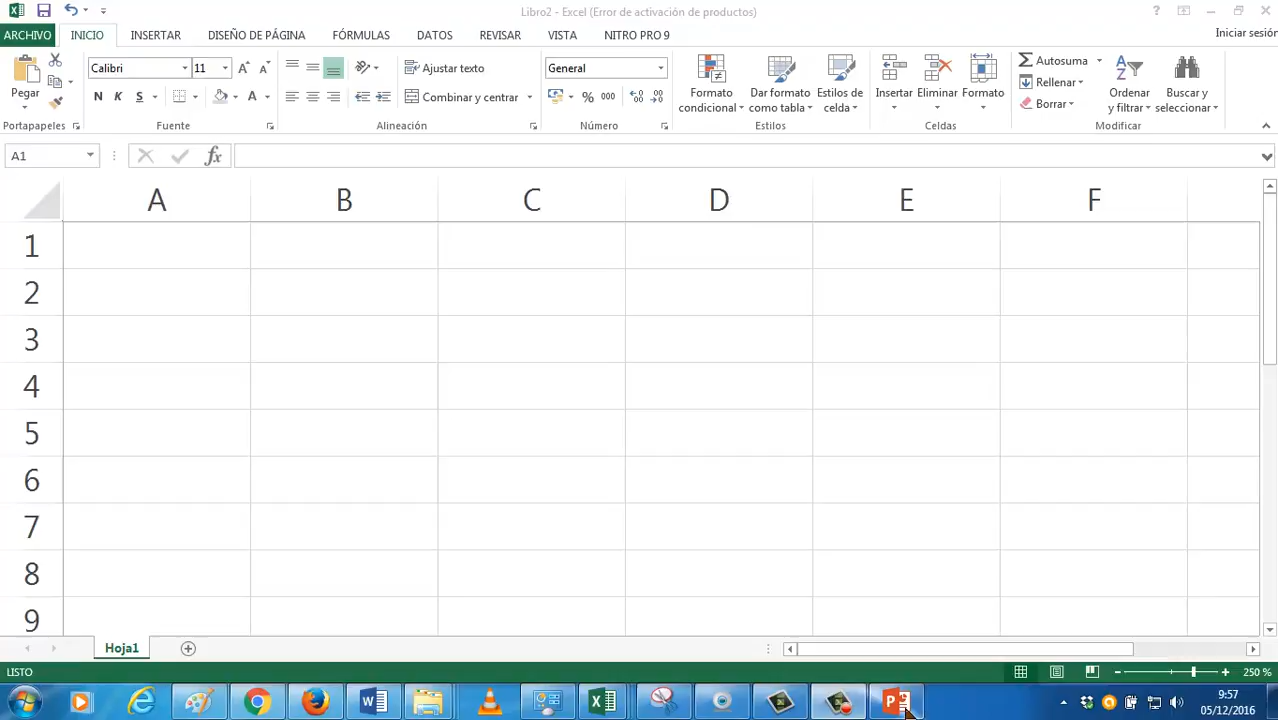 Libro2 - Excel (Error de activación de productos)
ARCHIVO INICIO INSERTAR DISEÑO DE PÁGINA FÓRMULAS DATOS REVISAR VISTA NITRO PRO 9 Iniciar sesión
Pegar
Calibri 11
N K S
Ajustar texto
Combinar y centrar
General
% 000
Formato condicional
Dar formato como tabla
Estilos de celda
Insertar Eliminar Formato
Autosuma
Rellenar
Borrar
Ordenar y filtrar
Buscar y seleccionar
Portapapeles Fuente Alineación Número Estilos Celdas Modificar
A1 fx
A B C D E F
1
2
3
4
5
6
7
8
9
Hoja1
LISTO 250 %
9:57
05/12/2016